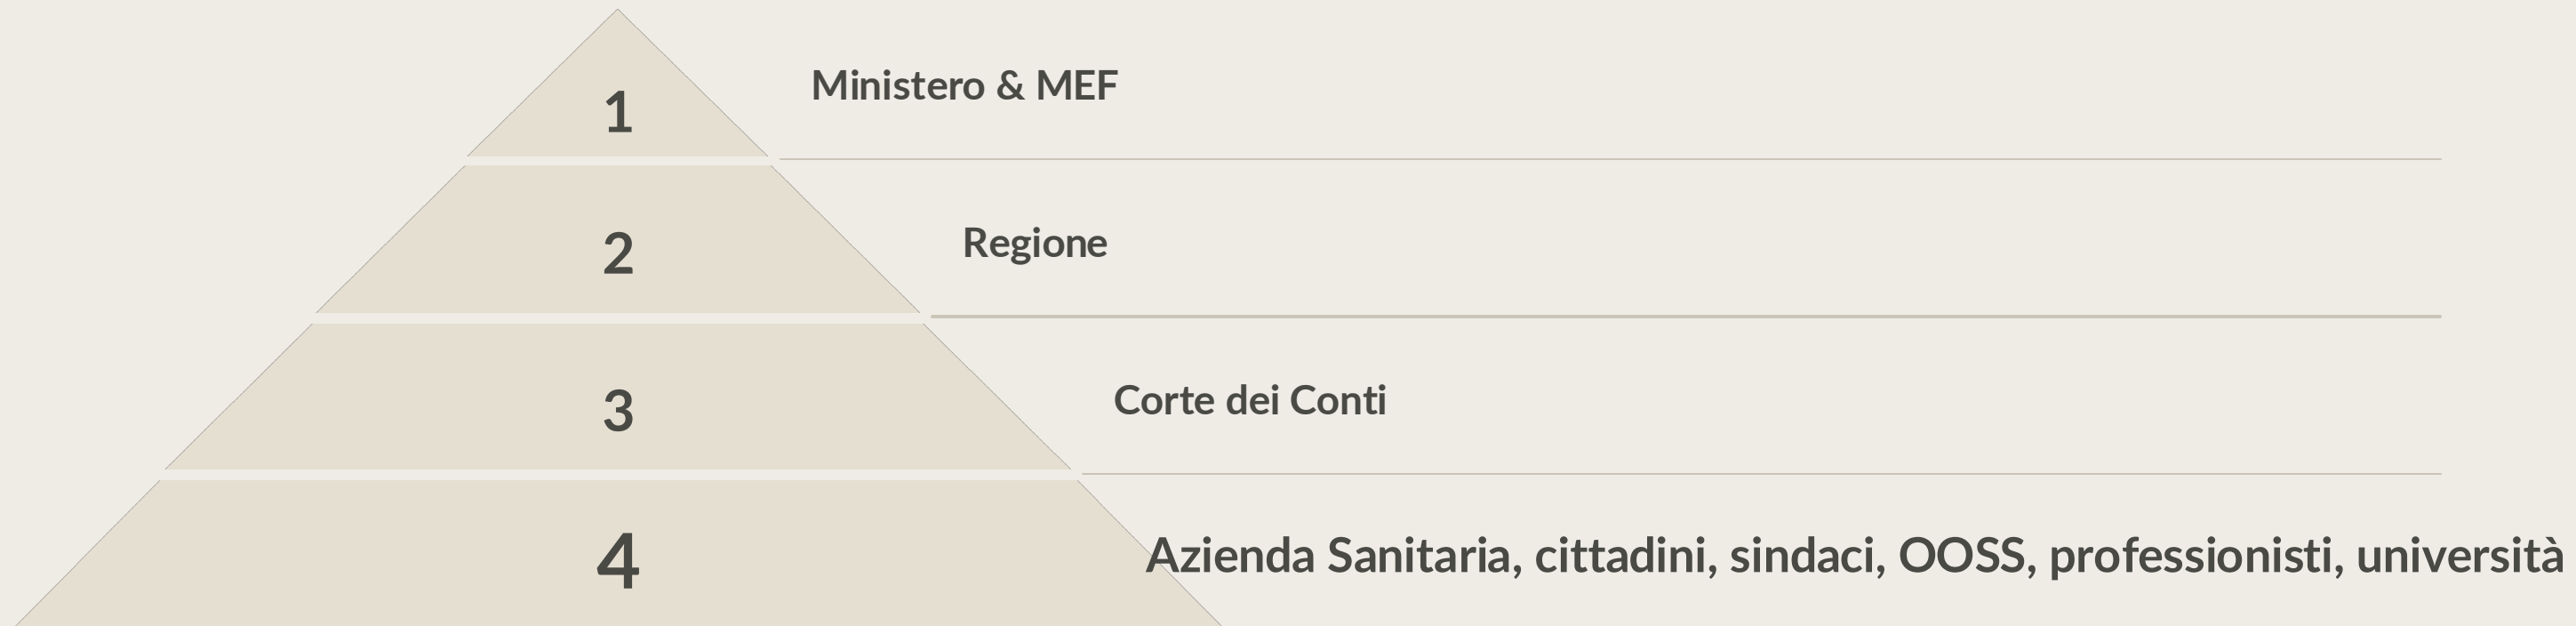 1
Ministero & MEF
2
Regione
3
Corte dei Conti
4
Azienda Sanitaria, cittadini, sindaci, OOSS, professionisti, università